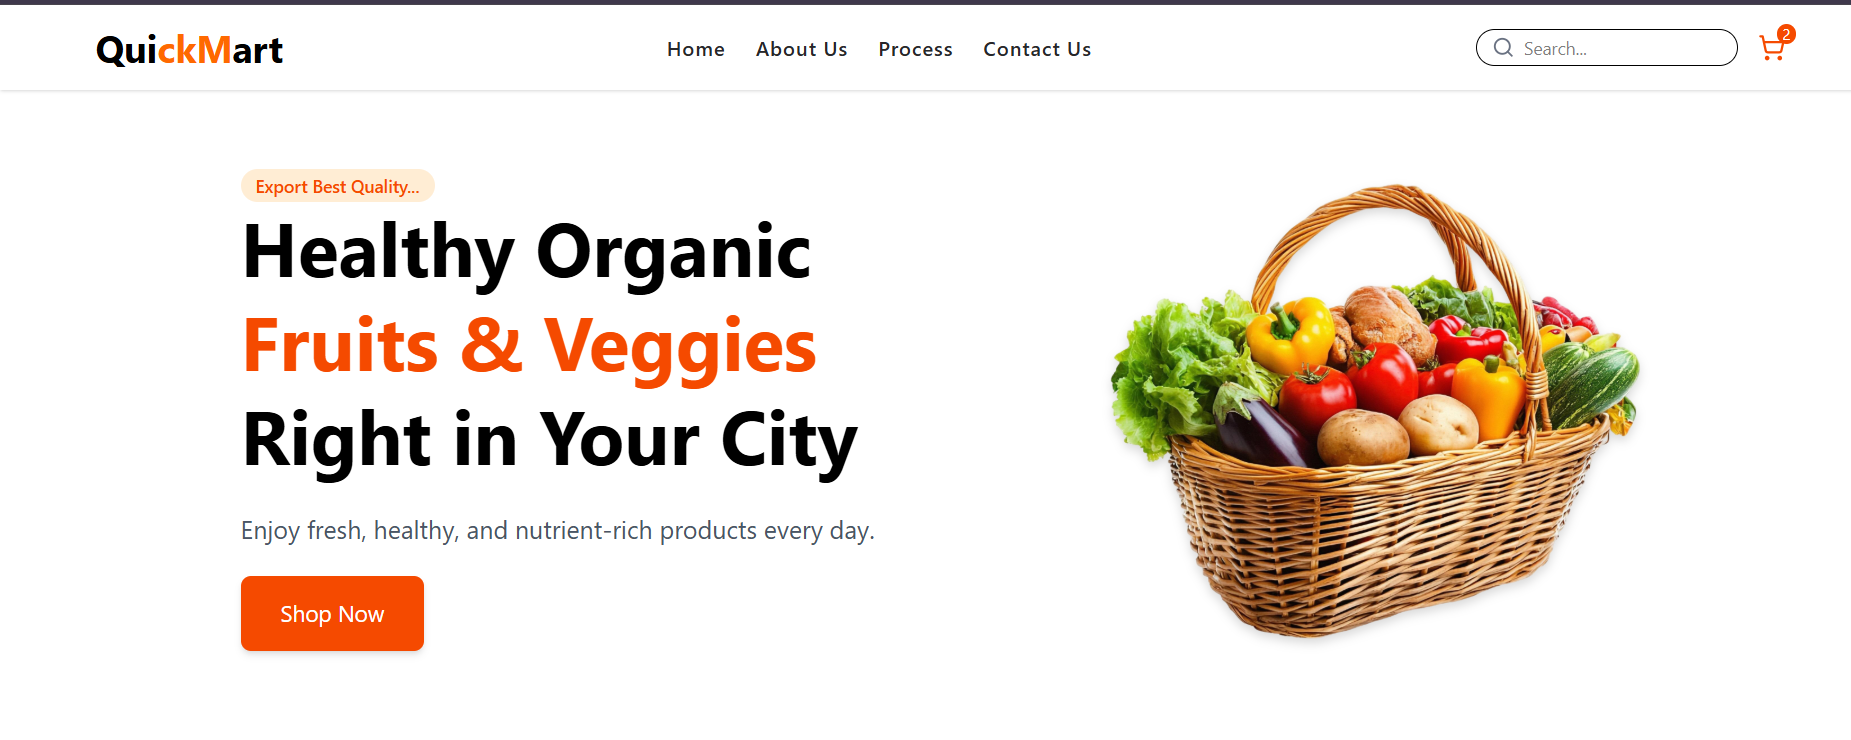 QuickMart
Home About Us Process Contact Us
Search...
2
Export Best Quality...
Healthy Organic
Fruits & Veggies
Right in Your City
Enjoy fresh, healthy, and nutrient-rich products every day.
Shop Now